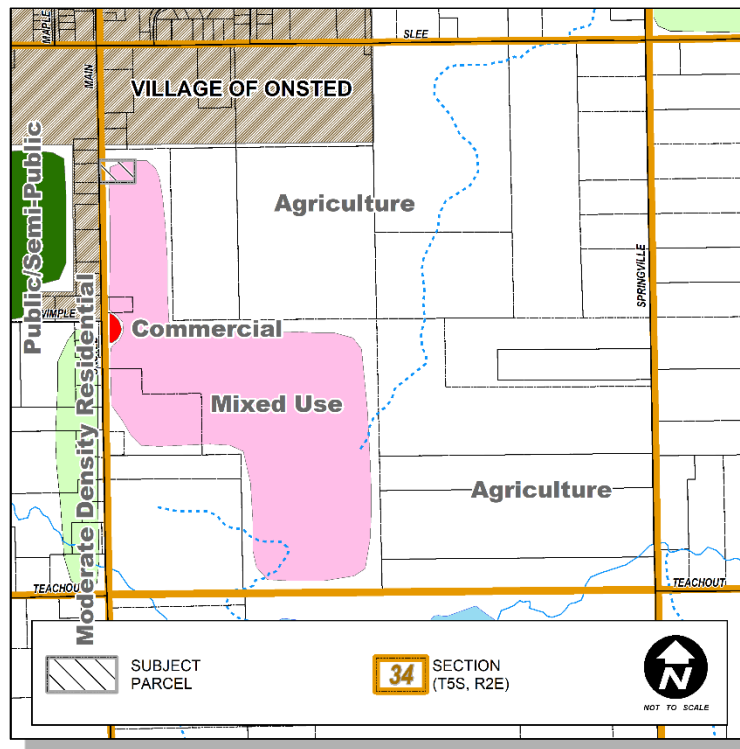 MAPLE
SLEE
MAIN
VILLAGE OF ONSTED
Public/Semi-Public
Agriculture
SPRINGVILLE
VIMPLE
Commercial
Moderate Density Residential
Mixed Use
Agriculture
TEACHOUT
TEACHOUT
SUBJECT
PARCEL
34
SECTION
(T5S, R2E)
N
NOT TO SCALE